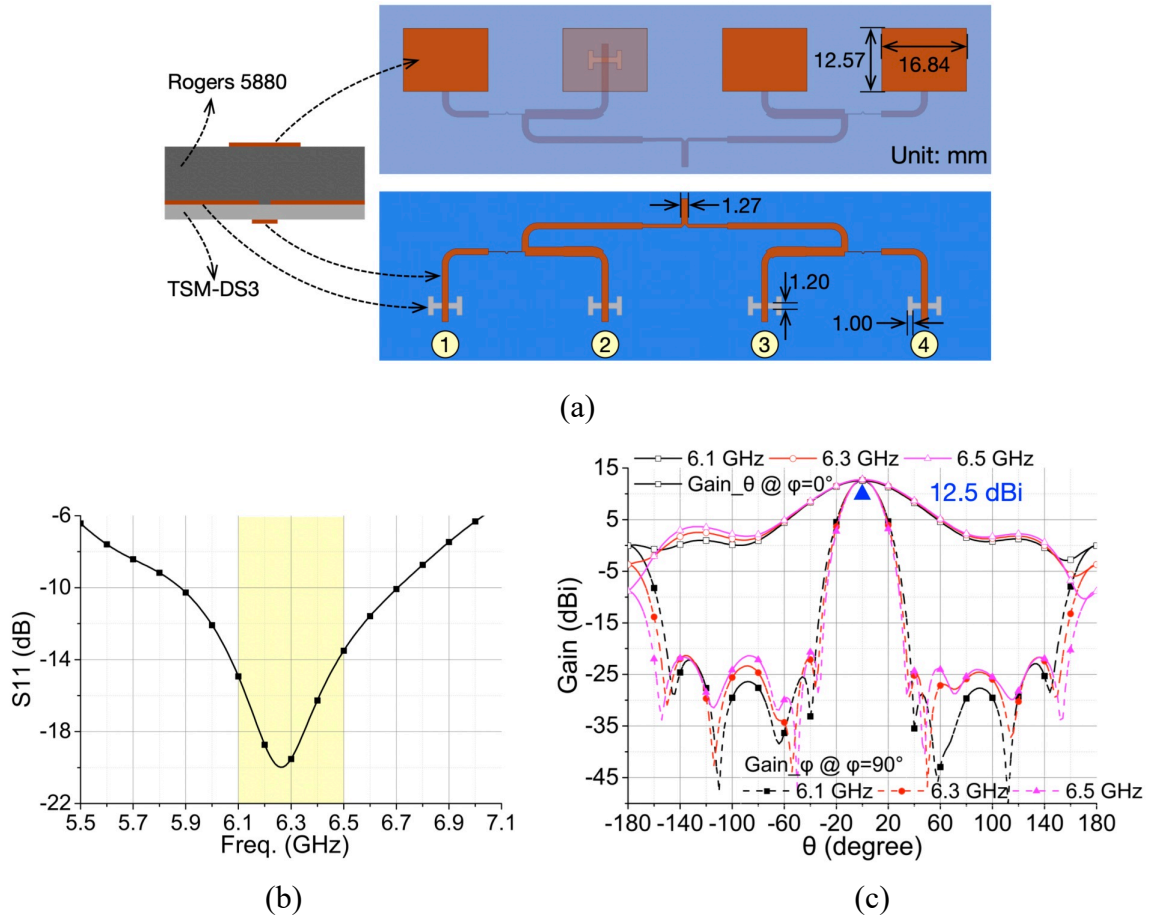 Rogers 5880
TSM-DS3
12.57
16.84
Unit: mm
1.27
1.20
1.00
1
2
3
4
(a)
-6
-10
-14
-18
-22
S11 (dB)
5.5 5.7 5.9 6.1 6.3 6.5 6.7 6.9 7.1
Freq. (GHz)
(b)
6.1 GHz 6.3 GHz 6.5 GHz
Gain_θ @ φ=0°
12.5 dBi
15
5
-5
-15
-25
-35
-45
Gain (dBi)
Gain_φ @ φ=90°
6.1 GHz 6.3 GHz 6.5 GHz
-180 -140 -100 -60 -20 20 60 100 140 180
θ (degree)
(c)